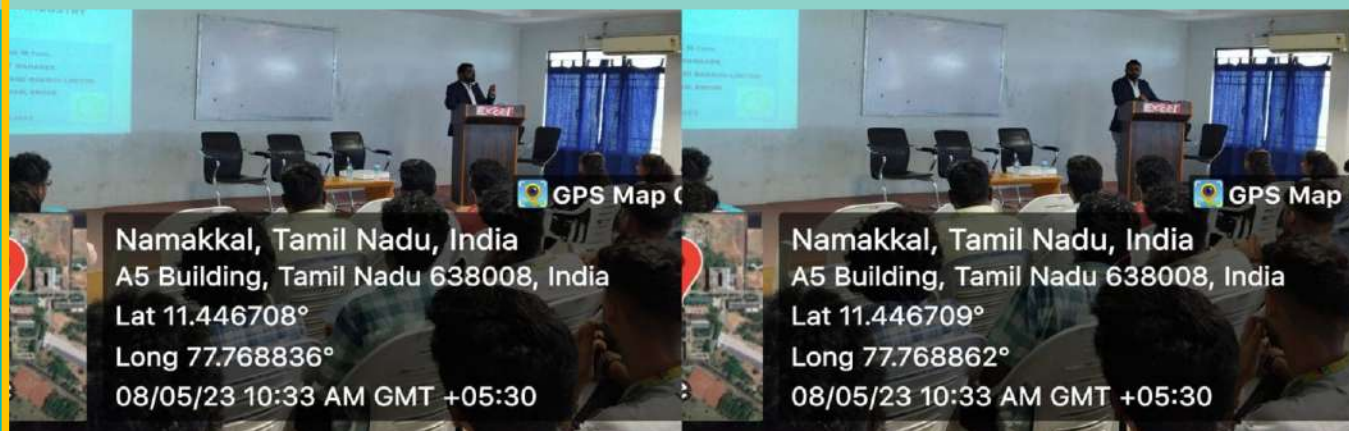 EXCEL
GPS Map
Namakkal, Tamil Nadu, India
A5 Building, Tamil Nadu 638008, India
Lat 11.446708°
Long 77.768836°
08/05/23 10:33 AM GMT +05:30
EXCEL
GPS Map
Namakkal, Tamil Nadu, India
A5 Building, Tamil Nadu 638008, India
Lat 11.446709°
Long 77.768862°
08/05/23 10:33 AM GMT +05:30